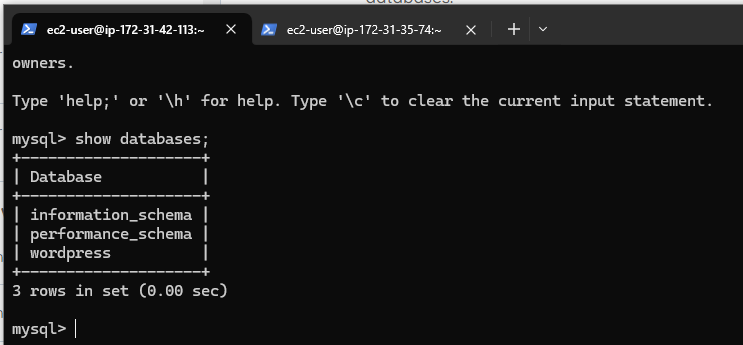 databases.
ec2-user@ip-172-31-42-113:~
ec2-user@ip-172-31-35-74:~
owners.
Type 'help;' or '\h' for help. Type '\c' to clear the current input statement.
mysql> show databases;
+--------------------+
| Database           |
+--------------------+
| information_schema |
| performance_schema |
| wordpress          |
+--------------------+
3 rows in set (0.00 sec)
mysql>